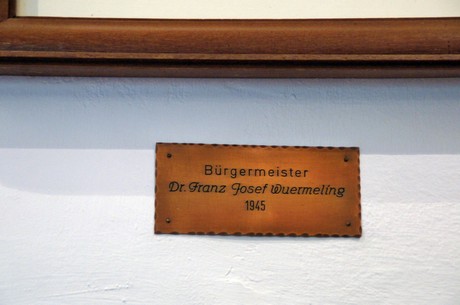 Bürgermeister
Dr. Franz Josef Wuermeling
1945